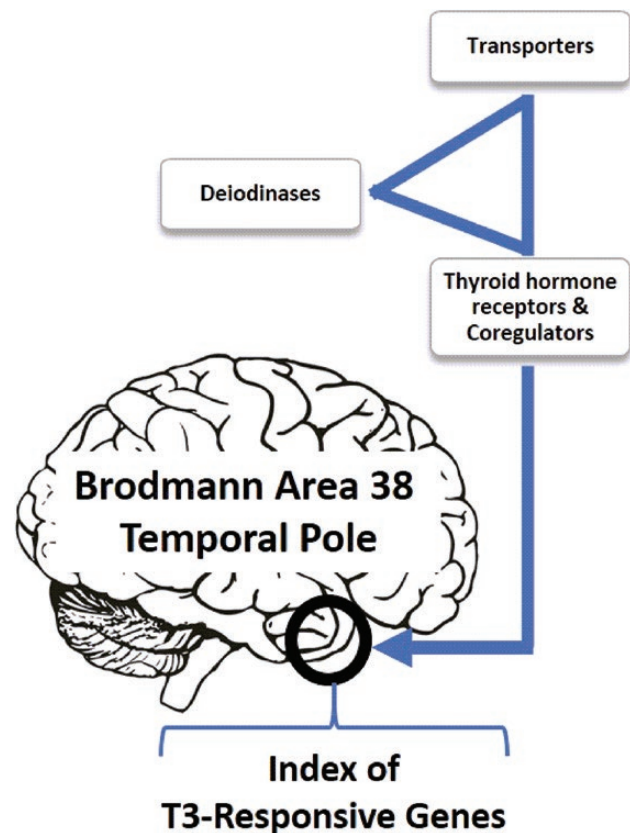 Transporters
Deiodinases
Thyroid hormone
receptors &
Coregulators
Brodmann Area 38
Temporal Pole
Index of
T3-Responsive Genes